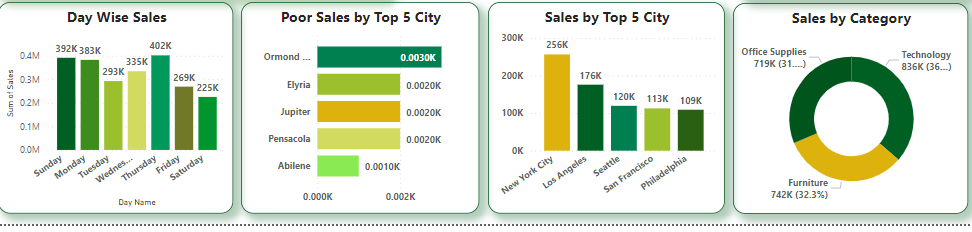 Day Wise Sales
392K
383K
293K
335K
402K
269K
225K
0.4M
0.3M
0.2M
0.1M
0.0M
Sum of Sales
Sunday
Monday
Tuesday
Wednes...
Thursday
Friday
Saturday
Day Name
Poor Sales by Top 5 City
Ormond ...
0.0030K
Elyria
0.0020K
Jupiter
0.0020K
Pensacola
0.0020K
Abilene
0.0010K
0.000K
0.002K
Sales by Top 5 City
300K
200K
100K
0K
256K
176K
120K
113K
109K
New York City
Los Angeles
Seattle
San Francisco
Philadelphia
Sales by Category
Office Supplies
719K (31....)
Technology
836K (36...)
Furniture
742K (32.3%)